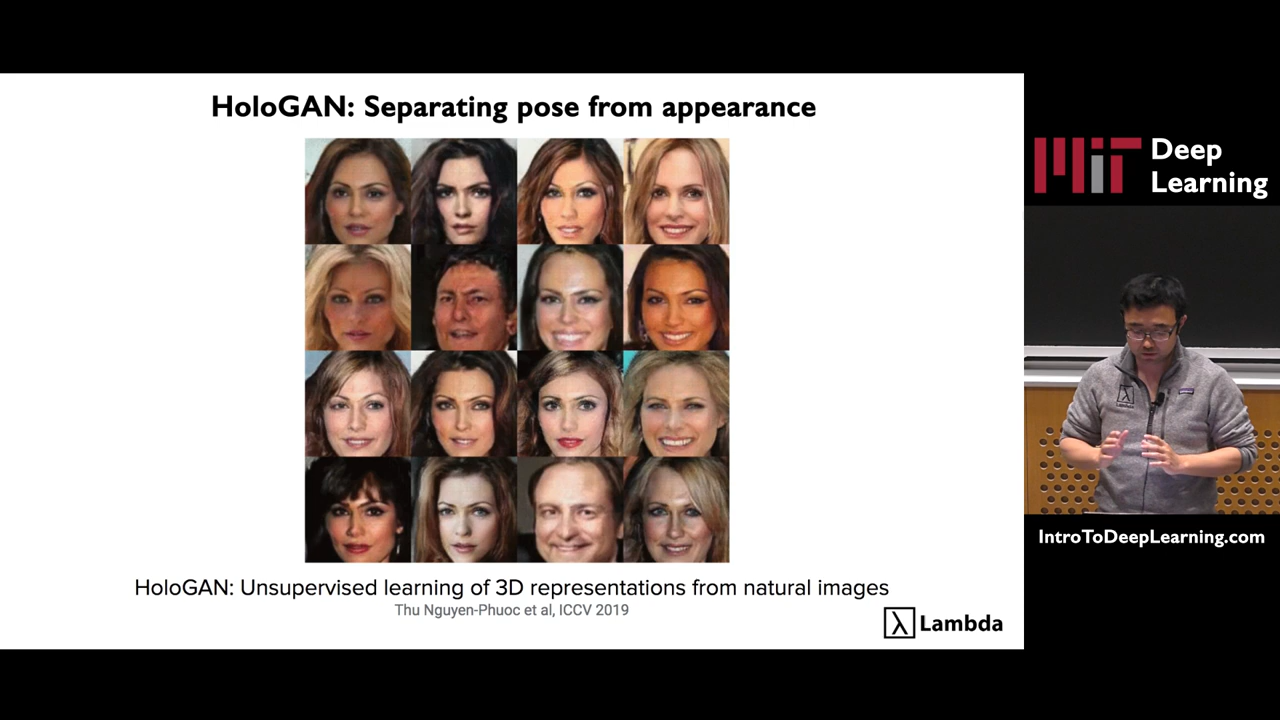 HoloGAN: Separating pose from appearance
HoloGAN: Unsupervised learning of 3D representations from natural images
Thu Nguyen-Phuoc et al, ICCV 2019
λ Lambda
MIT Deep
Learning
IntroToDeepLearning.com